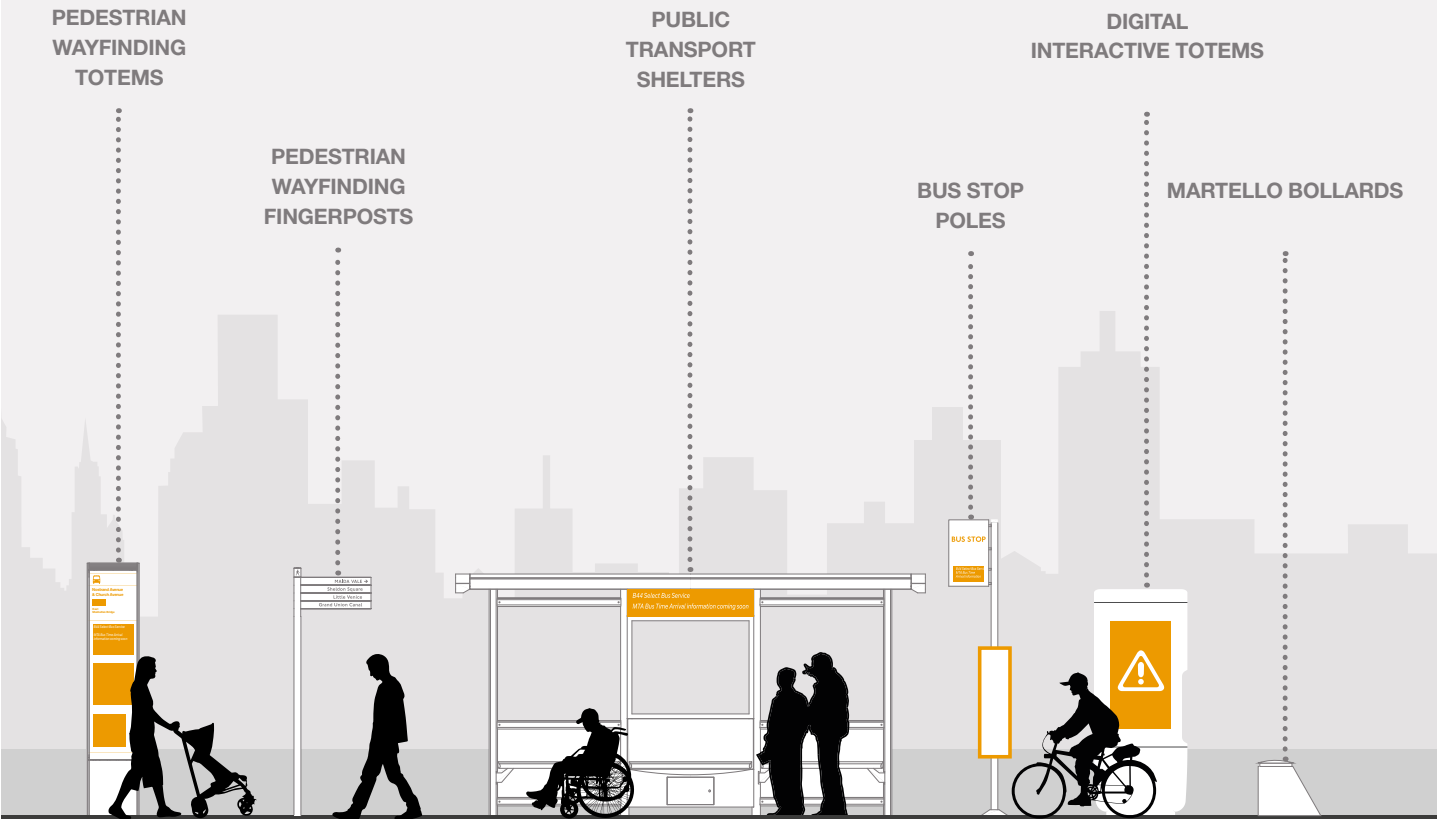 PEDESTRIAN
WAYFINDING
TOTEMS
PUBLIC
TRANSPORT
SHELTERS
DIGITAL
INTERACTIVE TOTEMS
PEDESTRIAN
WAYFINDING
FINGERPOSTS
BUS STOP
POLES
MARTELLO BOLLARDS
BUS STOP
MAIDA VALE →
Sheldon Square
Little Venice
Grand Union Canal
B44 Select Bus Service
MTA Bus Time Arrival information coming soon